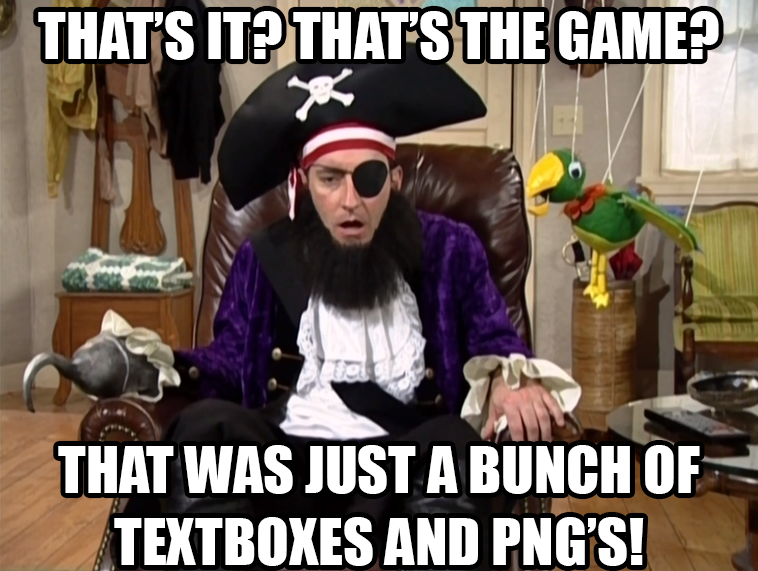 THAT'S IT? THAT'S THE GAME?
THAT WAS JUST A BUNCH OF
TEXTBOXES AND PNG'S!